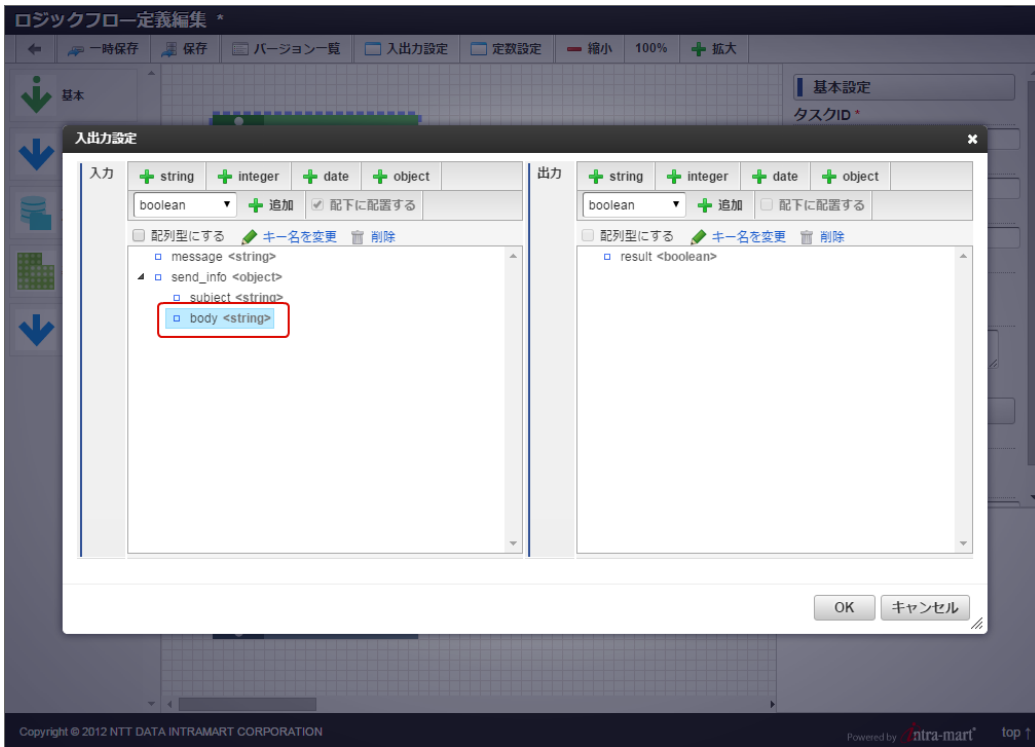 ロジックフロー定義編集 *
一時保存 保存 バージョン一覧 入出力設定 定数設定 縮小 100% 拡大
基本
基本設定
タスクID *
入出力設定
入力
string integer date object
boolean 追加 配下に配置する
配列型にする キー名を変更 削除
message <string>
send_info <object>
subject <string>
body <string>
出力
string integer date object
boolean 追加 配下に配置する
配列型にする キー名を変更 削除
result <boolean>
OK キャンセル
Copyright © 2012 NTT DATA INTRAMART CORPORATION
Powered by intra-mart top